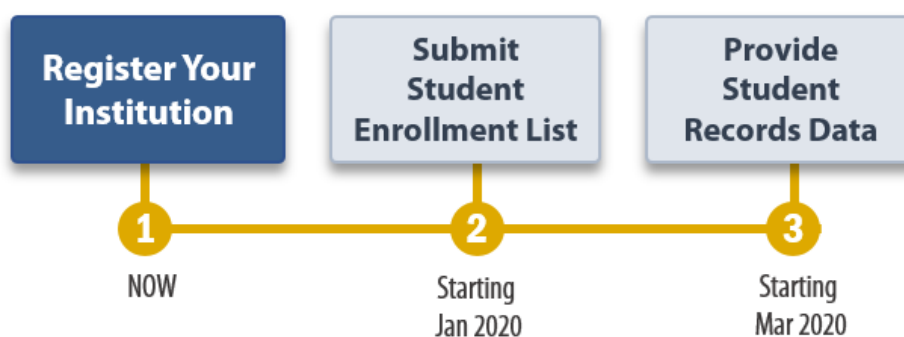 Register Your
Institution
1
NOW
Submit
Student
Enrollment List
2
Starting
Jan 2020
Provide
Student
Records Data
3
Starting
Mar 2020